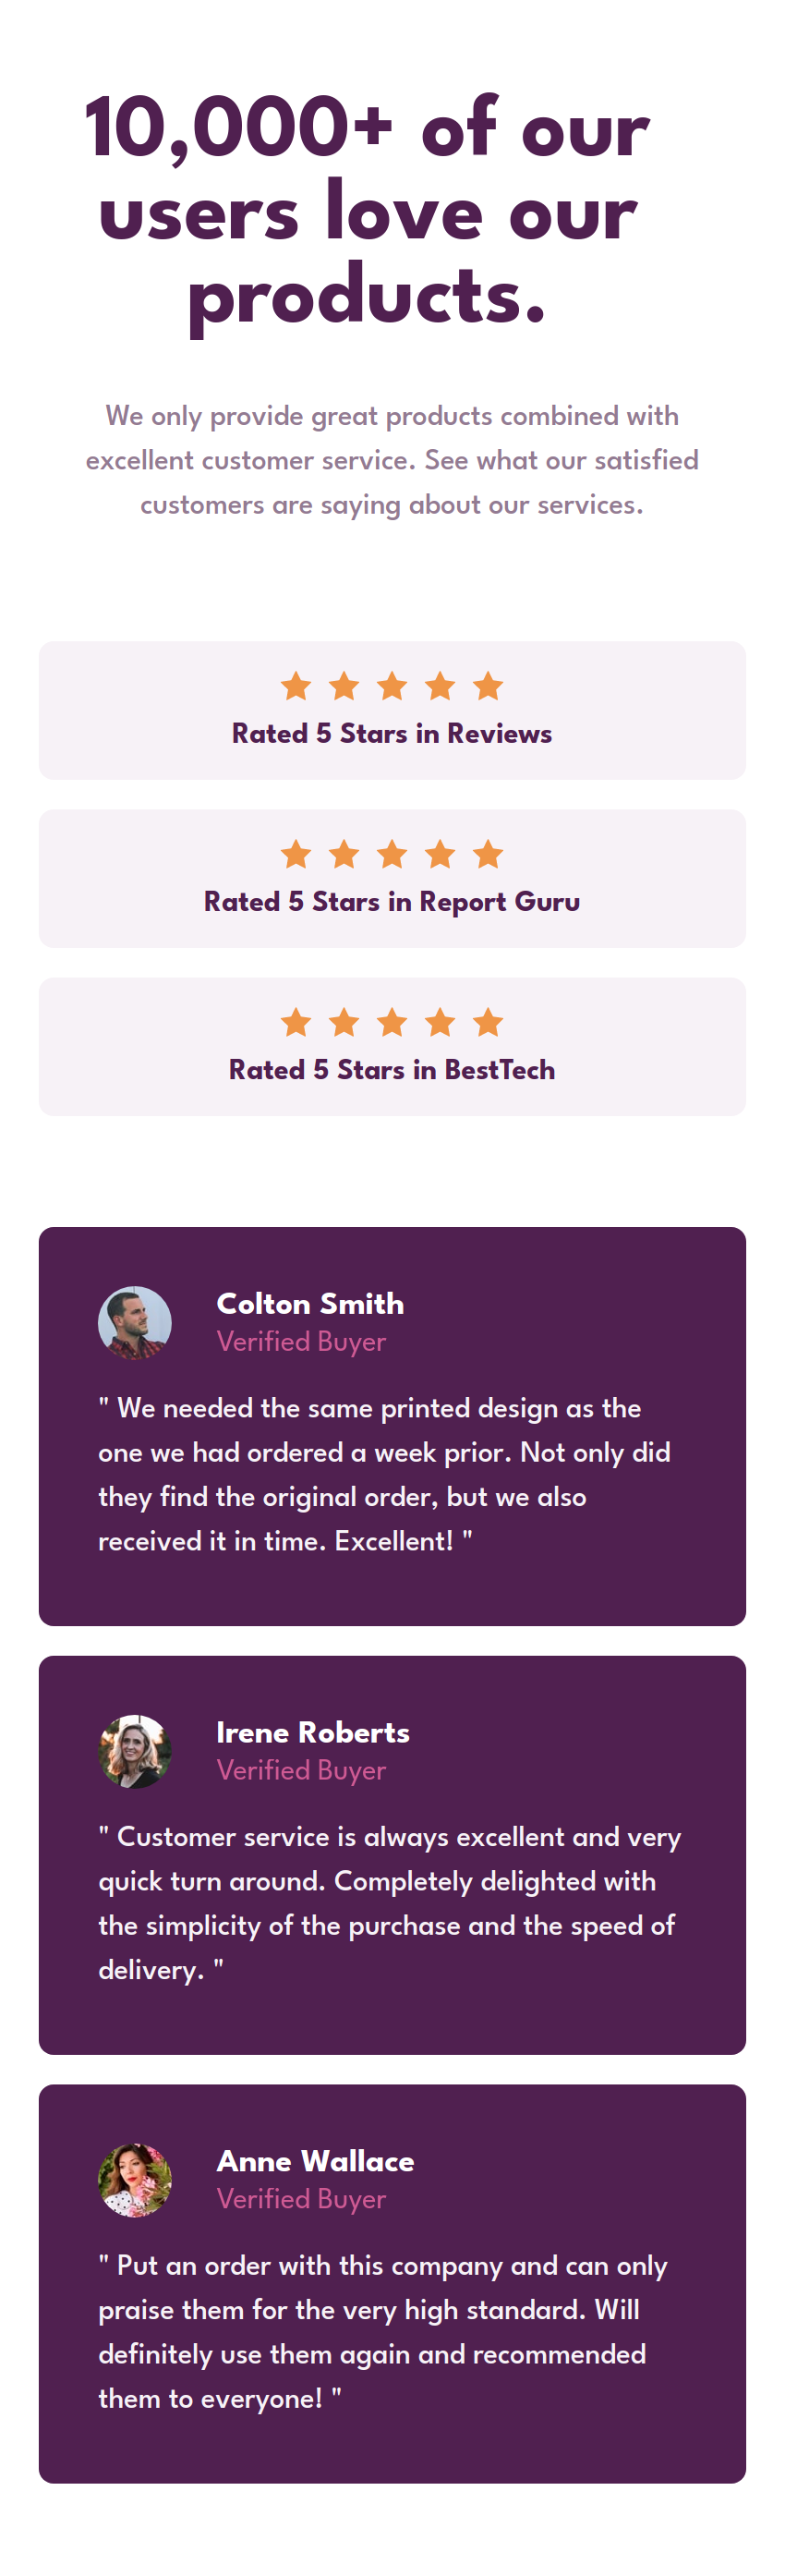 10,000+ of our
users love our
products.
We only provide great products combined with
excellent customer service. See what our satisfied
customers are saying about our services.
Rated 5 Stars in Reviews
Rated 5 Stars in Report Guru
Rated 5 Stars in BestTech
Colton Smith
Verified Buyer
" We needed the same printed design as the
one we had ordered a week prior. Not only did
they find the original order, but we also
received it in time. Excellent! "
Irene Roberts
Verified Buyer
" Customer service is always excellent and very
quick turn around. Completely delighted with
the simplicity of the purchase and the speed of
delivery. "
Anne Wallace
Verified Buyer
" Put an order with this company and can only
praise them for the very high standard. Will
definitely use them again and recommended
them to everyone! "